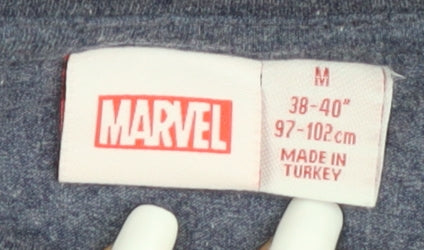 MARVEL
M
38-40"
97-102cm
MADE IN
TURKEY